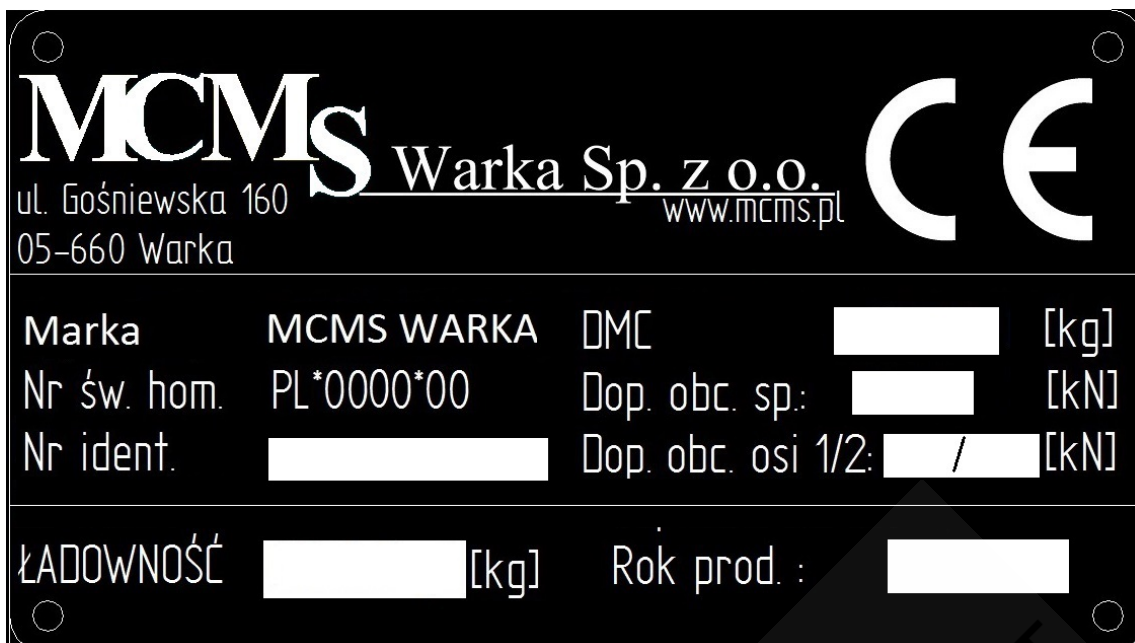 MCMS Warka Sp. z o.o.
www.mcms.pl
ul. Gośniewska 160
05-660 Warka
CE
Marka MCMS WARKA
Nr św. hom. PL*0000*00
Nr ident.
DMC [kg]
Dop. obc. sp.: [kN]
Dop. obc. osi 1/2: / [kN]
ŁADOWNOŚĆ [kg]
Rok prod. :